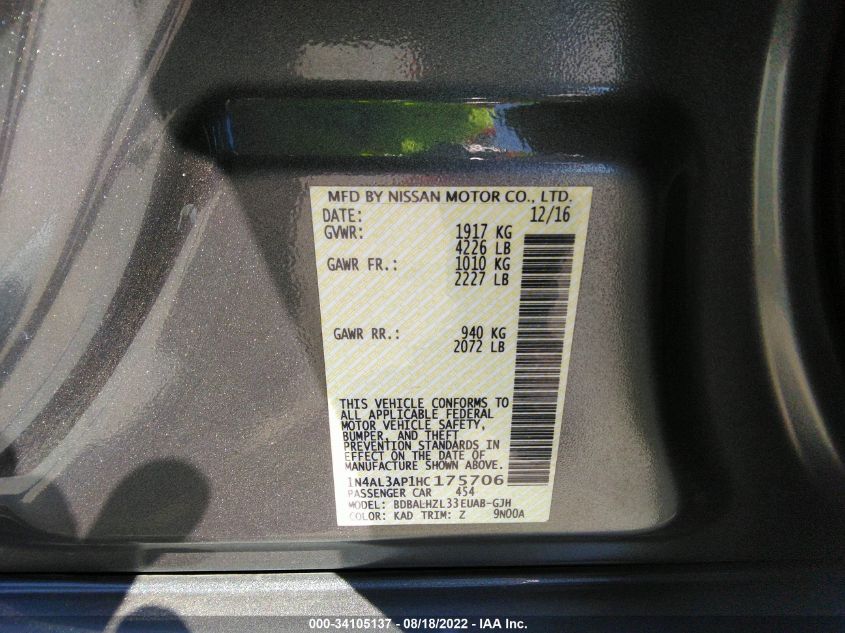 MFD BY NISSAN MOTOR CO., LTD.
DATE: 12/16
GVWR: 1917 KG
4226 LB
GAWR FR.: 1010 KG
2227 LB
GAWR RR.: 940 KG
2072 LB
THIS VEHICLE CONFORMS TO
ALL APPLICABLE FEDERAL
MOTOR VEHICLE SAFETY,
BUMPER, AND THEFT
PREVENTION STANDARDS IN
EFFECT ON THE DATE OF
MANUFACTURE SHOWN ABOVE.
1N4AL3AP1HC175706
PASSENGER CAR 454
MODEL: BDBALHZL33EUAB-GJH
COLOR: KAD TRIM: Z 9N00A
000-34105137 - 08/18/2022 - IAA Inc.